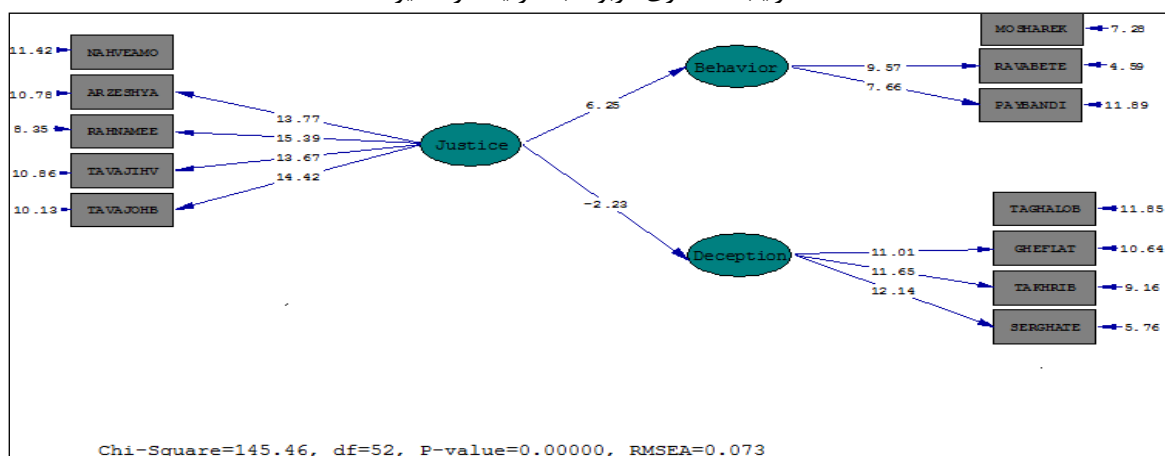 MOSHAREK 7.28
11.42 NAHVEAMO
Behavior 9.57 RAVABETE 4.59
7.66
10.78 ARZESHYA
PAYBANDI 11.89
6.25
13.77
8.35 RAHNAMEE 15.39
Justice
13.67
10.86 TAVAJIHV
14.42
10.13 TAVAJOHB
-2.23
TAGHALOB 11.85
Deception 11.01 GHEFLAT 10.64
11.65
12.14
TAKHRIB 9.16
SERGHATE 5.76
Chi-Square=145.46, df=52, P-value=0.00000, RMSEA=0.073